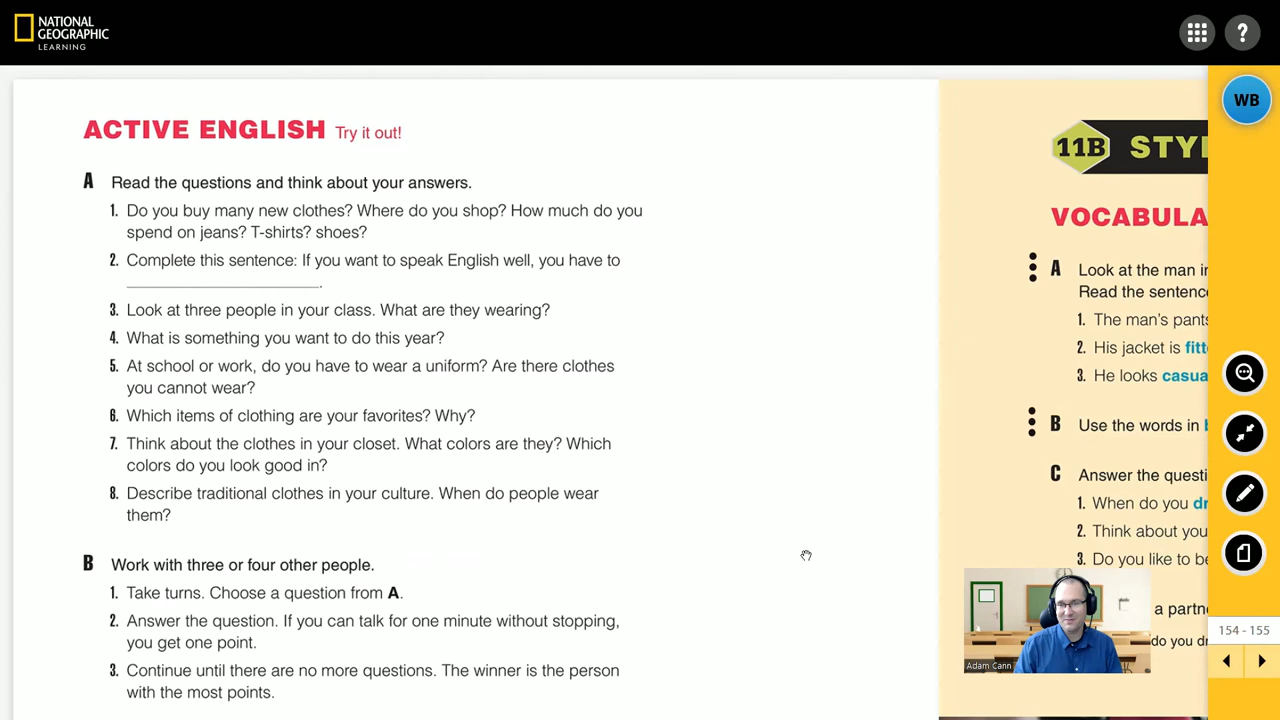 NATIONAL
GEOGRAPHIC
LEARNING
?
WB
ACTIVE ENGLISH Try it out!
A Read the questions and think about your answers.
1. Do you buy many new clothes? Where do you shop? How much do you
spend on jeans? T-shirts? shoes?
2. Complete this sentence: If you want to speak English well, you have to
____________________.
3. Look at three people in your class. What are they wearing?
4. What is something you want to do this year?
5. At school or work, do you have to wear a uniform? Are there clothes
you cannot wear?
6. Which items of clothing are your favorites? Why?
7. Think about the clothes in your closet. What colors are they? Which
colors do you look good in?
8. Describe traditional clothes in your culture. When do people wear
them?
B Work with three or four other people.
1. Take turns. Choose a question from A.
2. Answer the question. If you can talk for one minute without stopping,
you get one point.
3. Continue until there are no more questions. The winner is the person
with the most points.
11B STY
VOCABULA
A Look at the man in
Read the sentenc
1. The man's pants
2. His jacket is fitt
3. He looks casua
B Use the words in b
C Answer the questi
1. When do you dr
2. Think about you
3. Do you like to be
a partn
do you dr
Adam Cann
154 - 155